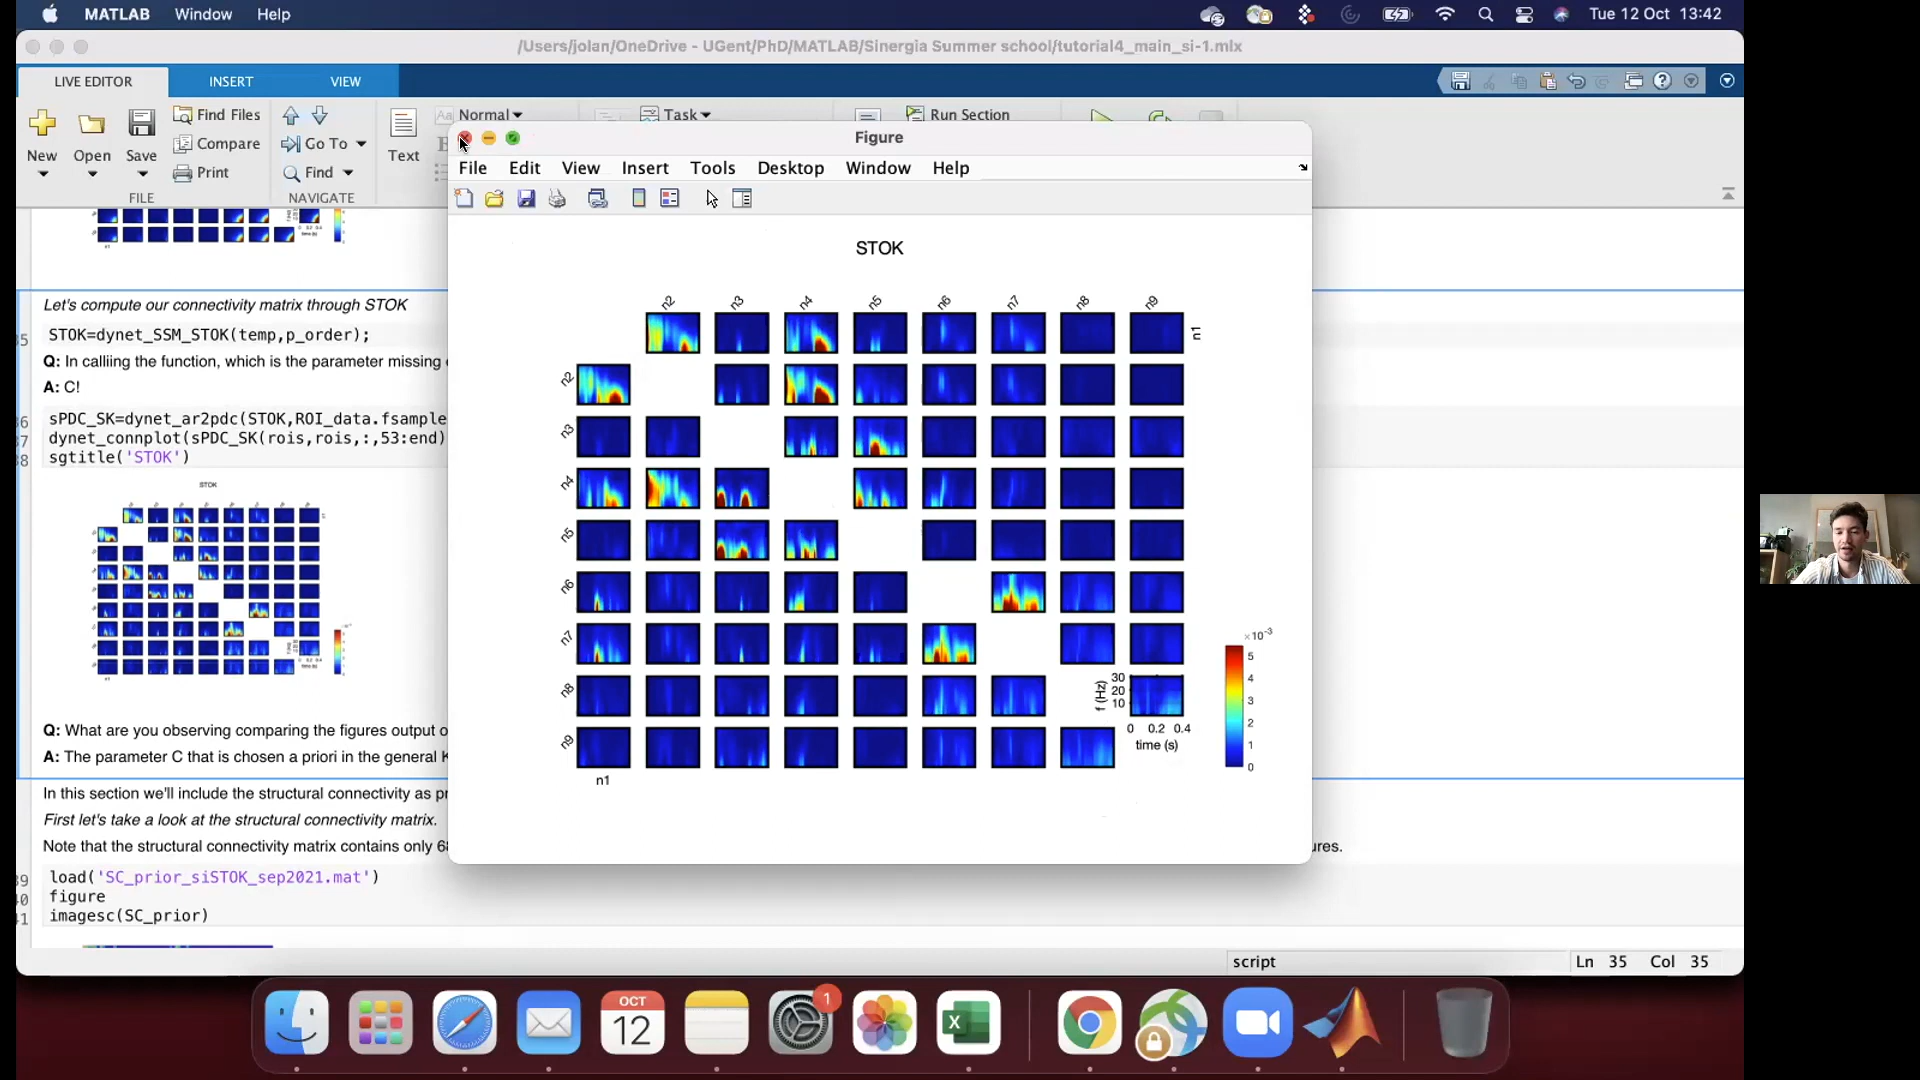 MATLAB Window Help
Tue 12 Oct 13:42
/Users/jolan/OneDrive - UGent/PhD/MATLAB/Sinergia Summer school/tutorial4_main_si-1.mlx
LIVE EDITOR INSERT VIEW
New Open Save Find Files Compare Print Go To Find Text Normal Task Run Section
FILE NAVIGATE
Figure
File Edit View Insert Tools Desktop Window Help
STOK
n2 n3 n4 n5 n6 n7 n8 n9
n1
n2
n3
n4
n5
n6
n7
n8
n9
n1
f (Hz)
30
20
10
0 0.2 0.4
time (s)
×10-3
5
4
3
2
1
0
Let's compute our connectivity matrix through STOK
STOK=dynet_SSM_STOK(temp,p_order);
Q: In calliing the function, which is the parameter missing
A: C!
sPDC_SK=dynet_ar2pdc(STOK,ROI_data.fsample
dynet_connplot(sPDC_SK(rois,rois,:,53:end)
sgtitle('STOK')
STOK
Q: What are you observing comparing the figures output o
A: The parameter C that is chosen a priori in the general K
In this section we'll include the structural connectivity as pr
First let's take a look at the structural connectivity matrix.
Note that the structural connectivity matrix contains only 68 ures.
load('SC_prior_siSTOK_sep2021.mat')
figure
imagesc(SC_prior)
script Ln 35 Col 35
OCT
12
1